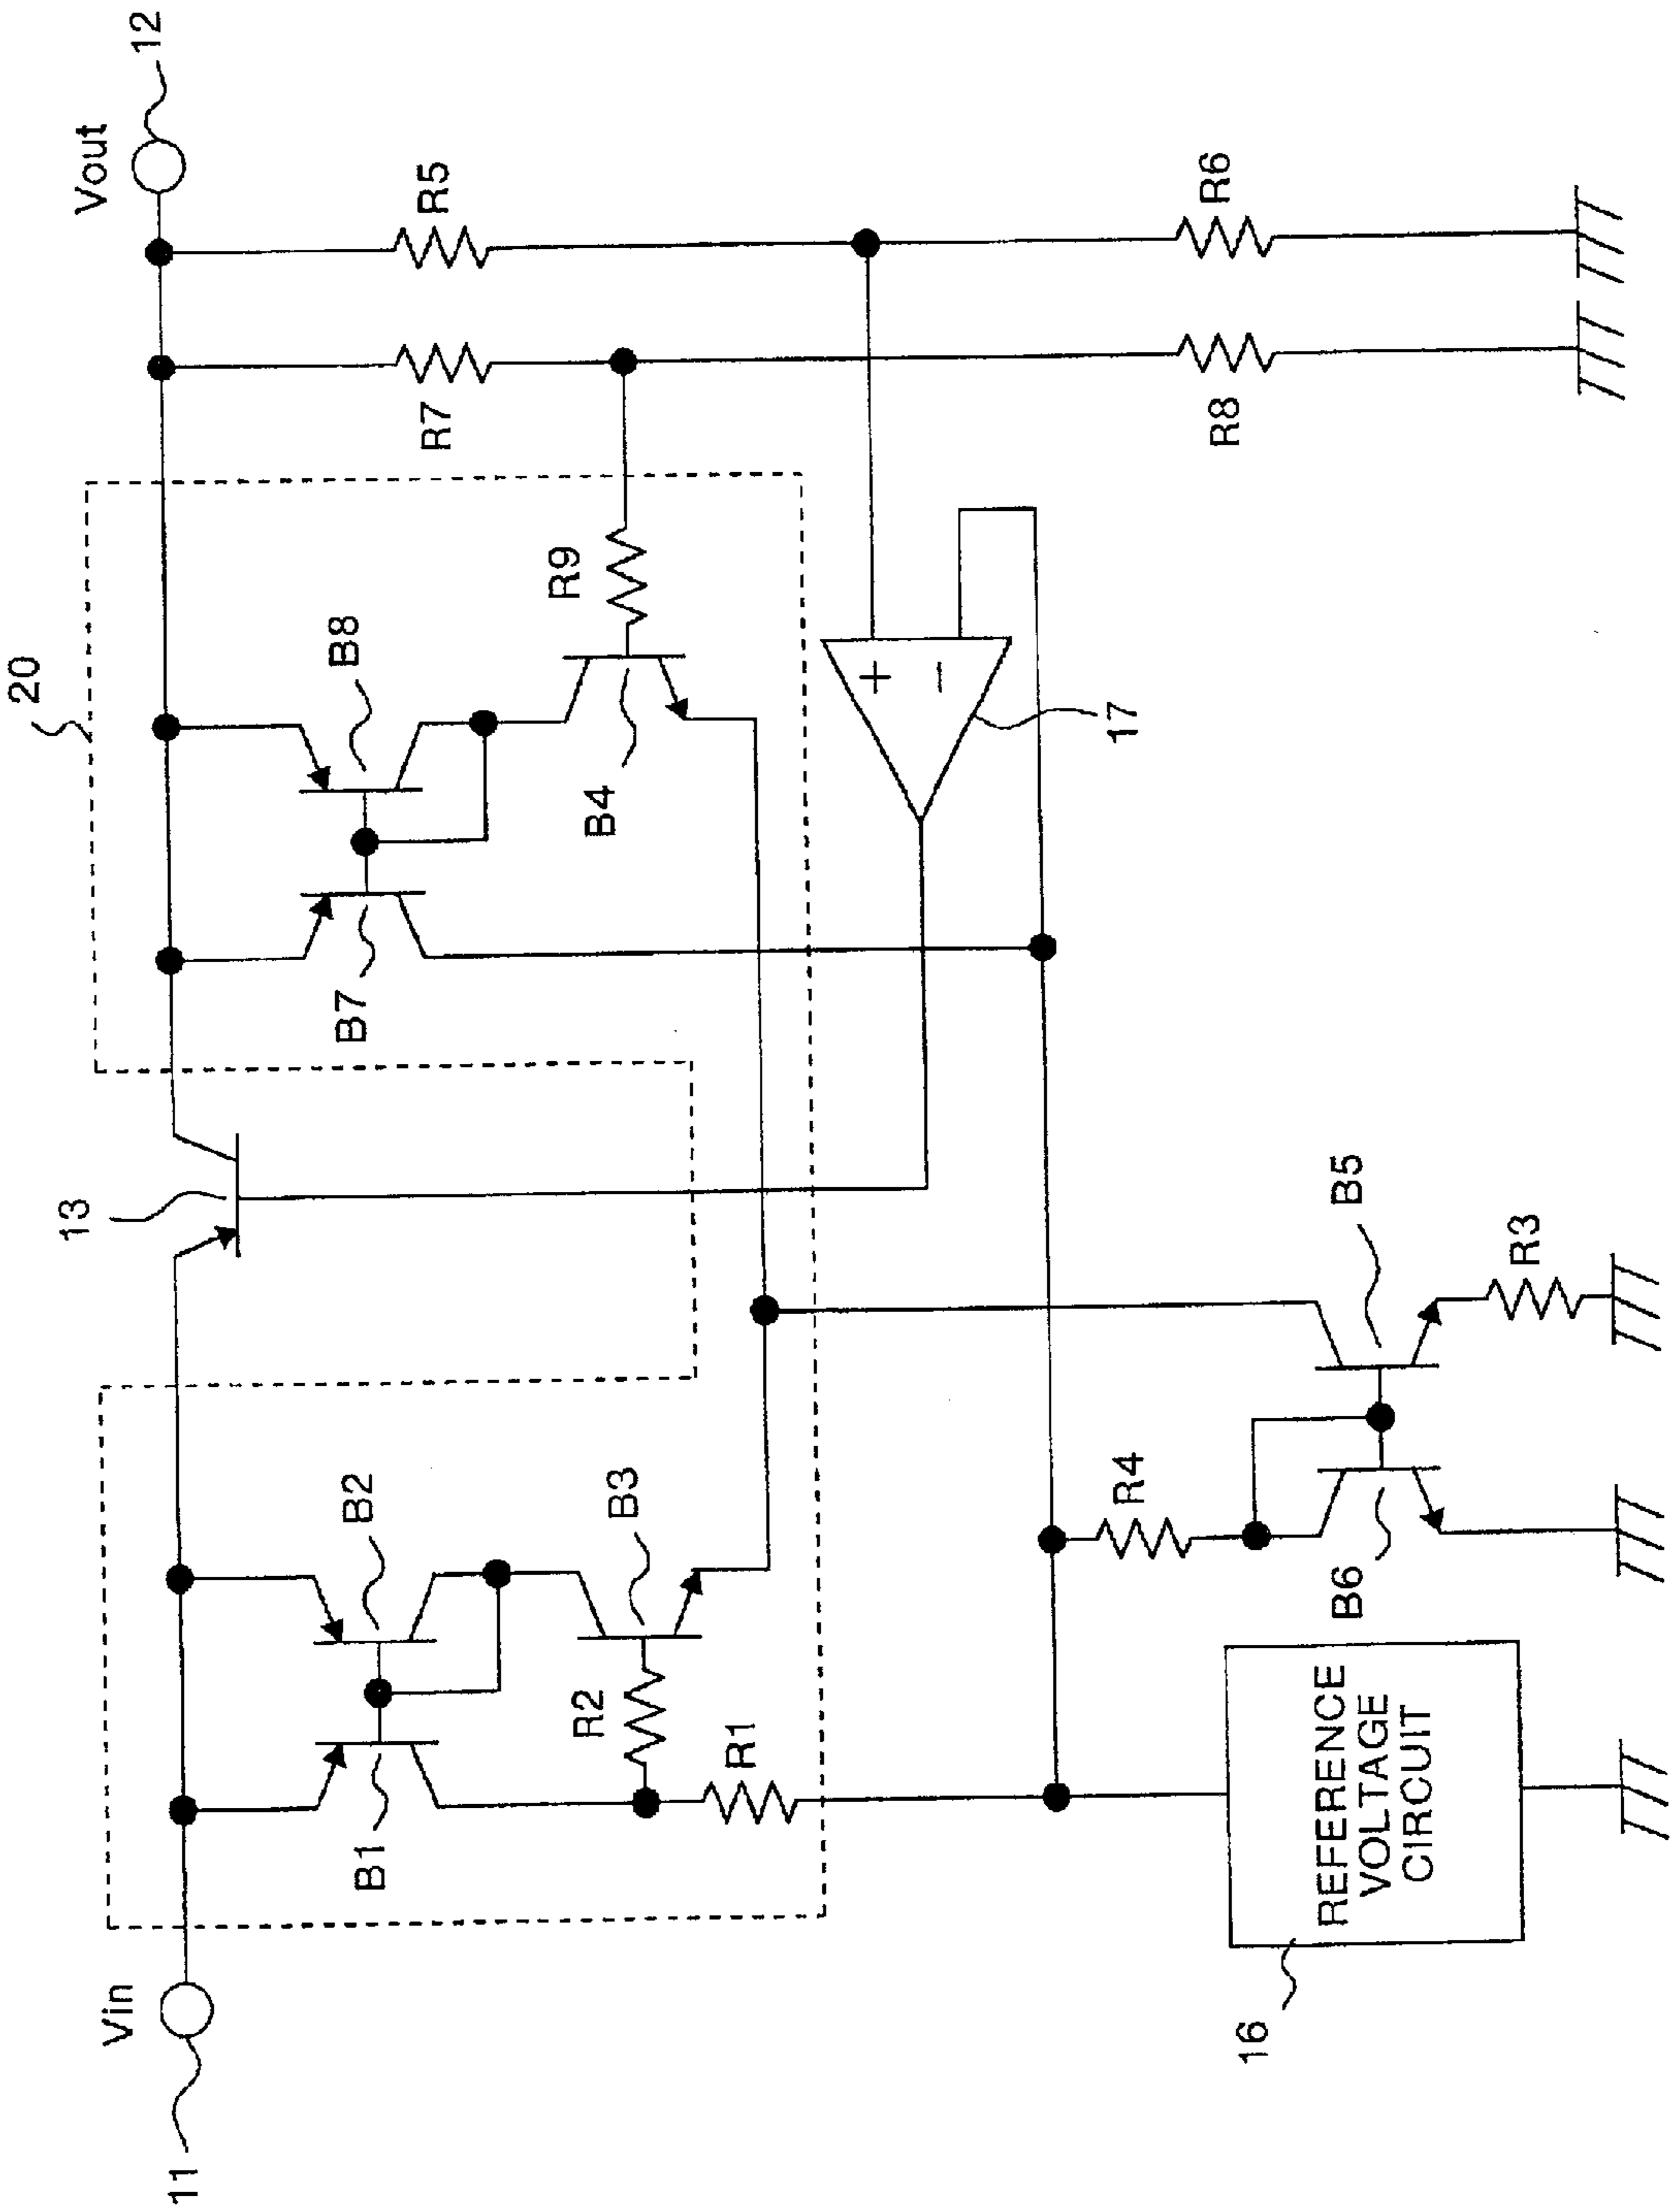 20
11
Vin
13
Vout
12
B1
B2
B7
B8
R7
R5
R2
B3
B4
R9
R1
17
R4
R8
R6
B6
B5
R3
16
REFERENCE
VOLTAGE
CIRCUIT